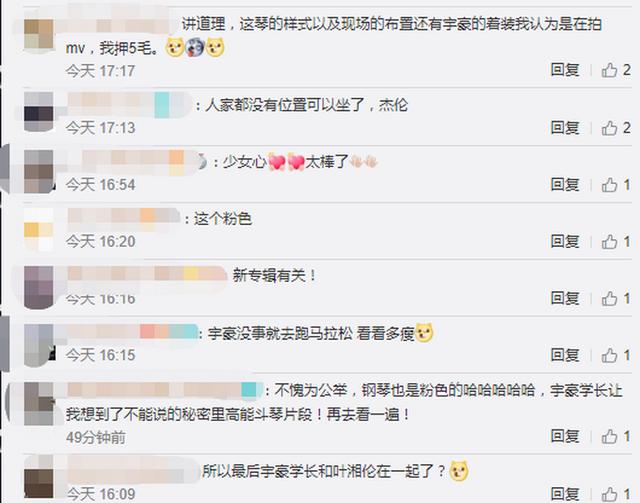 讲道理，这琴的样式以及现场的布置还有宇豪的着装我认为是在拍
mv，我押5毛。
今天 17:17 回复 2
：人家都没有位置可以坐了，杰伦
今天 17:13 回复 2
：少女心太棒了
今天 16:54 回复 1
：这个粉色
今天 16:20 回复 1
新专辑有关！
今天 16:16 回复 1
：宇豪没事就去跑马拉松 看看多瘦
今天 16:15 回复 1
：不愧为公举，钢琴也是粉色的哈哈哈哈哈，宇豪学长让
我想到了不能说的秘密里高能斗琴片段！再去看一遍！
49分钟前 回复 1
所以最后宇豪学长和叶湘伦在一起了？
今天 16:09 回复 1